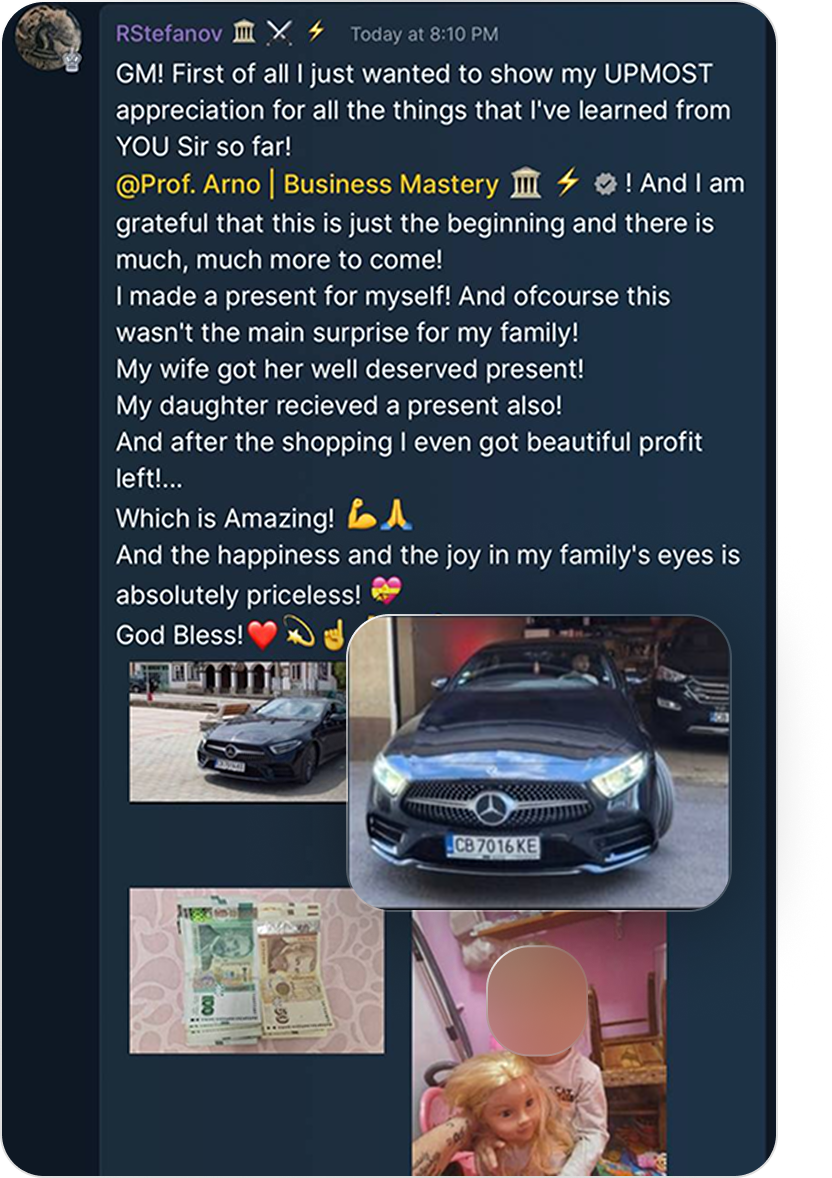 RStefanov 🏛️ ⚔️ ⚡ Today at 8:10 PM
GM! First of all I just wanted to show my UPMOST
appreciation for all the things that I've learned from
YOU Sir so far!
@Prof. Arno | Business Mastery 🏛️ ⚡ ! And I am
grateful that this is just the beginning and there is
much, much more to come!
I made a present for myself! And ofcourse this
wasn't the main surprise for my family!
My wife got her well deserved present!
My daughter recieved a present also!
And after the shopping I even got beautiful profit
left!...
Which is Amazing! 💪🙏
And the happiness and the joy in my family's eyes is
absolutely priceless! 💝
God Bless!❤️💫☝️
CB 7016 KE
100
50